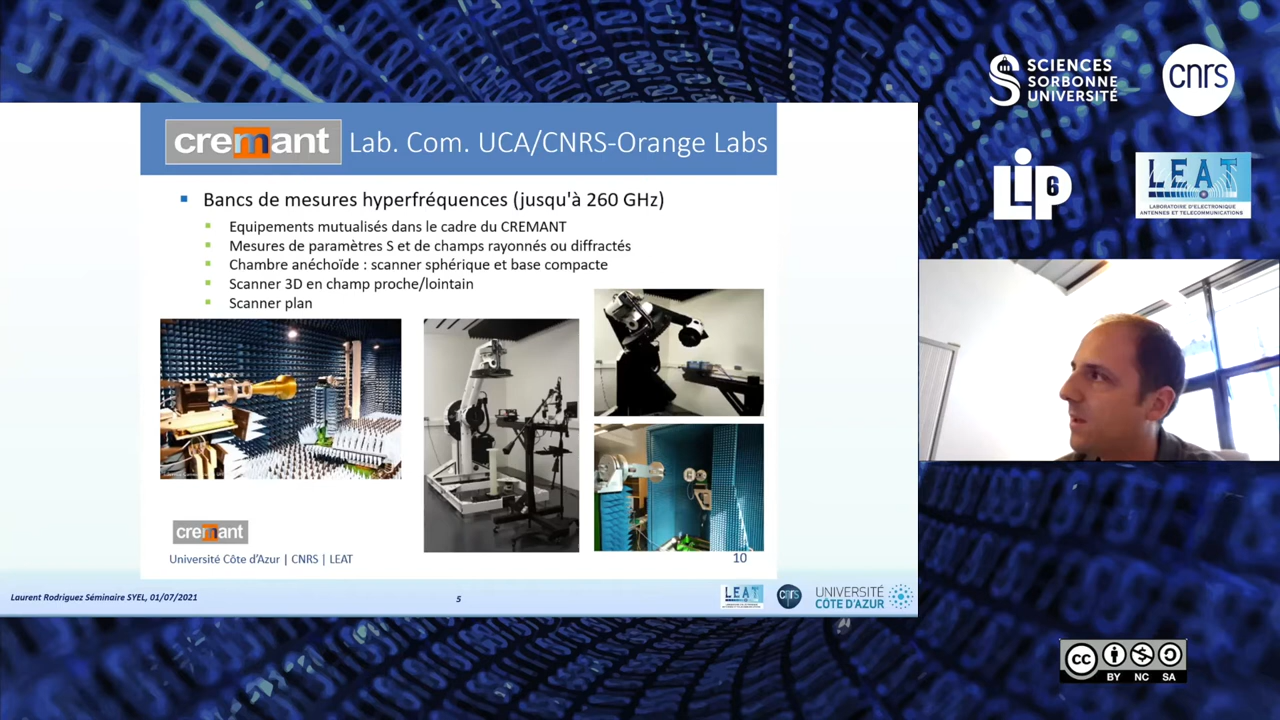 SCIENCES
SORBONNE
UNIVERSITÉ
cnrs
LIP6
LEAT
LABORATOIRE D'ELECTRONIQUE
ANTENNES ET TELECOMMUNICATIONS
cremant
Lab. Com. UCA/CNRS-Orange Labs
Bancs de mesures hyperfréquences (jusqu'à 260 GHz)
Equipements mutualisés dans le cadre du CREMANT
Mesures de paramètres S et de champs rayonnés ou diffractés
Chambre anéchoïde : scanner sphérique et base compacte
Scanner 3D en champ proche/lointain
Scanner plan
cremant
Université Côte d'Azur | CNRS | LEAT
10
Laurent Rodriguez Séminaire SYEL, 01/07/2021
5
LEAT
cnrs
UNIVERSITÉ
CÔTE D'AZUR
cc
BY NC SA